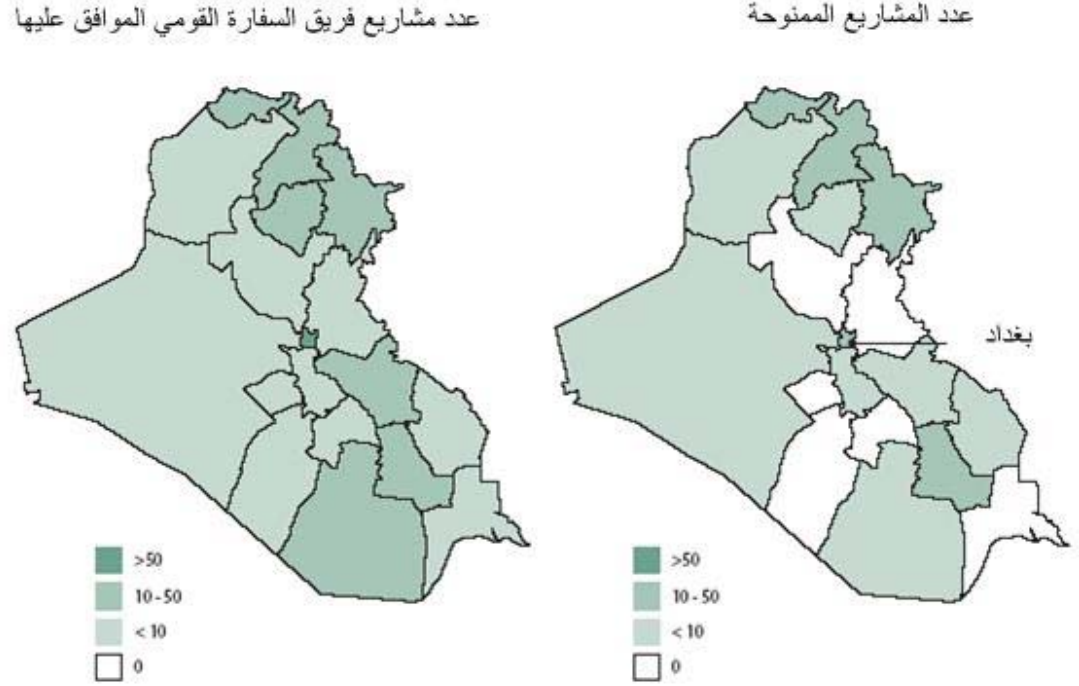 عدد المشاريع الممنوحة
عدد مشاريع فريق السفارة القومي الموافق عليها
بغداد
>50
10-50
< 10
0
>50
10-50
< 10
0